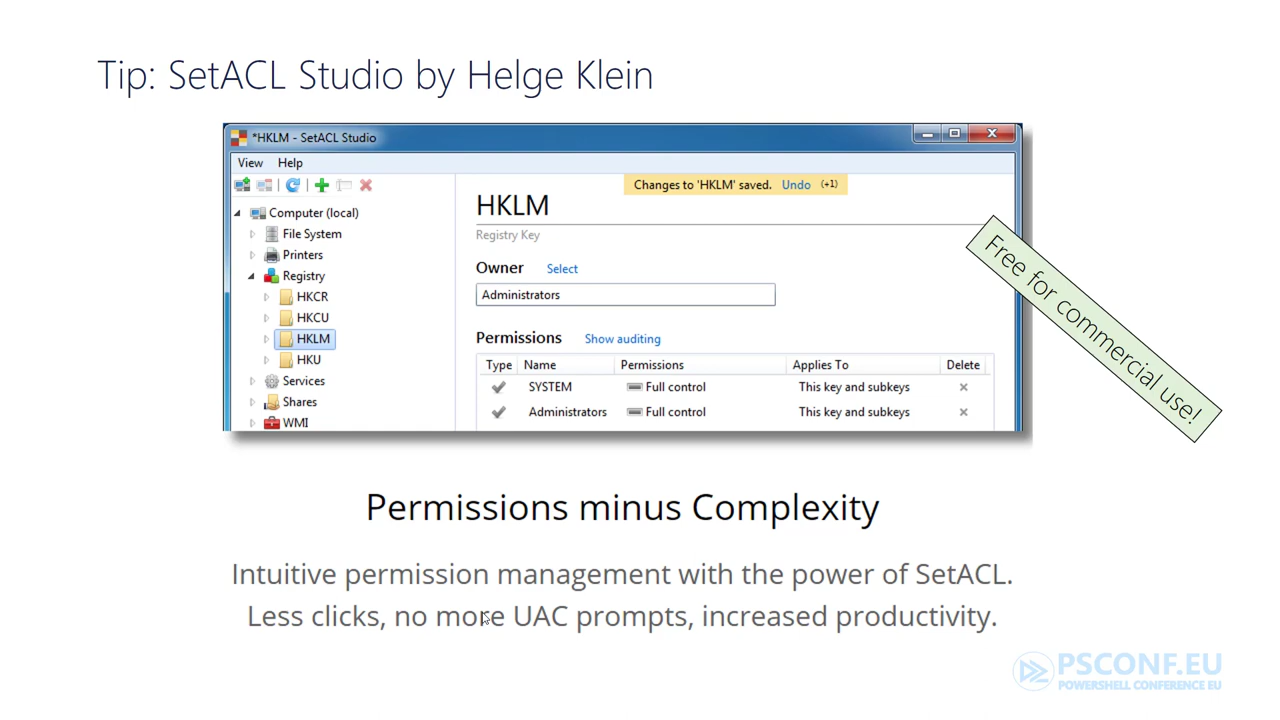 Tip: SetACL Studio by Helge Klein
*HKLM - SetACL Studio
View Help
Changes to 'HKLM' saved. Undo (+1)
Computer (local)
File System
Printers
Registry
HKCR
HKCU
HKLM
HKU
Services
Shares
WMI
HKLM
Registry Key
Owner Select
Administrators
Permissions Show auditing
Type Name Permissions Applies To Delete
SYSTEM Full control This key and subkeys
Administrators Full control This key and subkeys
Free for commercial use!
Permissions minus Complexity
Intuitive permission management with the power of SetACL.
Less clicks, no more UAC prompts, increased productivity.
PSCONF.EU
POWERSHELL CONFERENCE EU